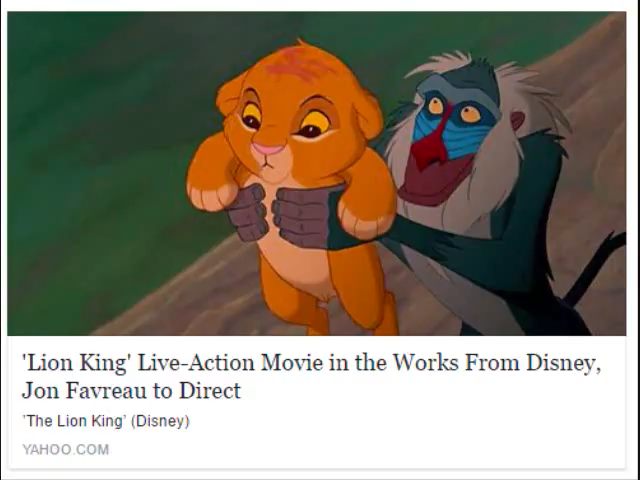 'Lion King' Live-Action Movie in the Works From Disney,
Jon Favreau to Direct
'The Lion King' (Disney)
YAHOO.COM